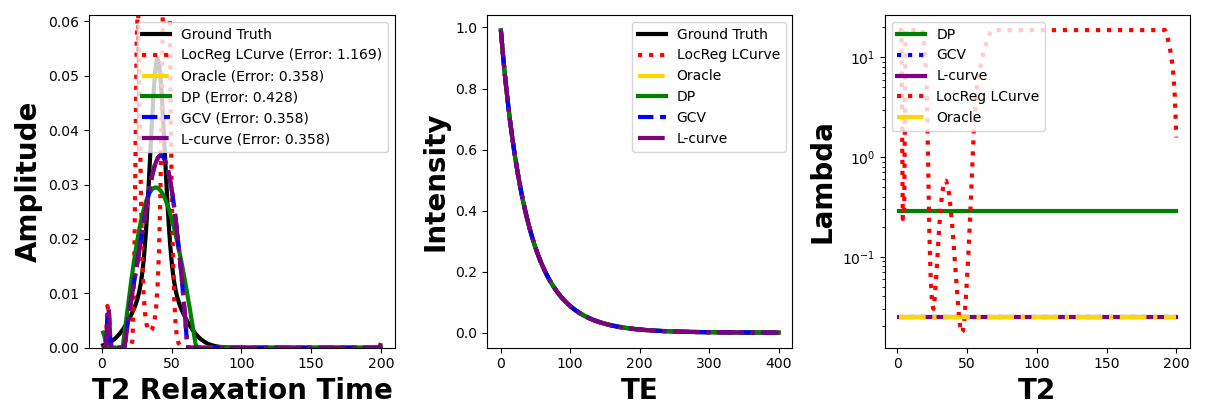 Amplitude
0.06
0.05
0.04
0.03
0.02
0.01
0.00
0 50 100 150 200
T2 Relaxation Time
Ground Truth
LocReg LCurve (Error: 1.169)
Oracle (Error: 0.358)
DP (Error: 0.428)
GCV (Error: 0.358)
L-curve (Error: 0.358)
Intensity
1.0
0.8
0.6
0.4
0.2
0.0
0 100 200 300 400
TE
Ground Truth
LocReg LCurve
Oracle
DP
GCV
L-curve
Lambda
10¹
10⁰
10⁻¹
0 50 100 150 200
T2
DP
GCV
L-curve
LocReg LCurve
Oracle